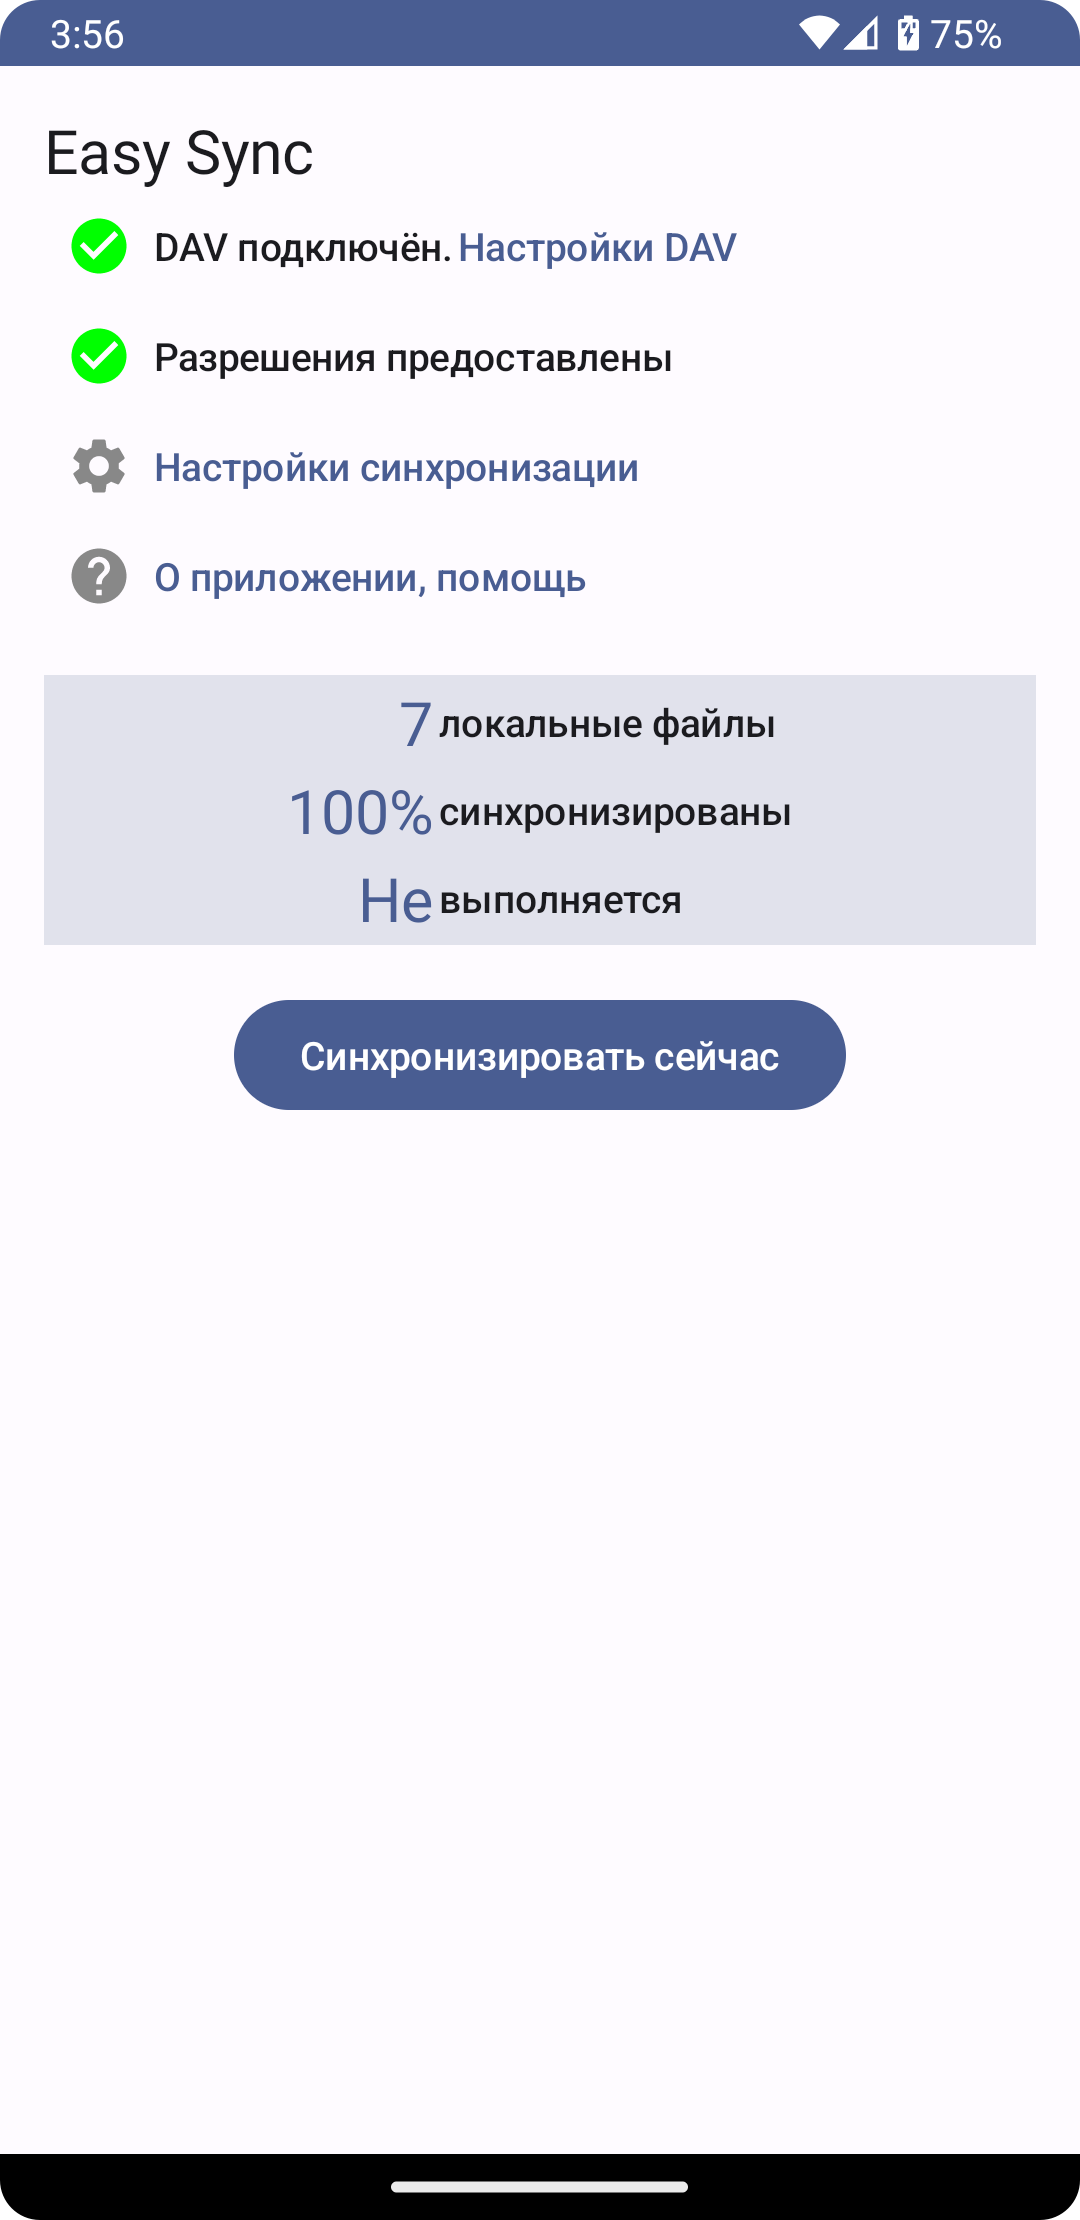 3:56 75%
Easy Sync
DAV подключён. Настройки DAV
Разрешения предоставлены
Настройки синхронизации
О приложении, помощь
7 локальные файлы
100% синхронизированы
Не выполняется
Синхронизировать сейчас